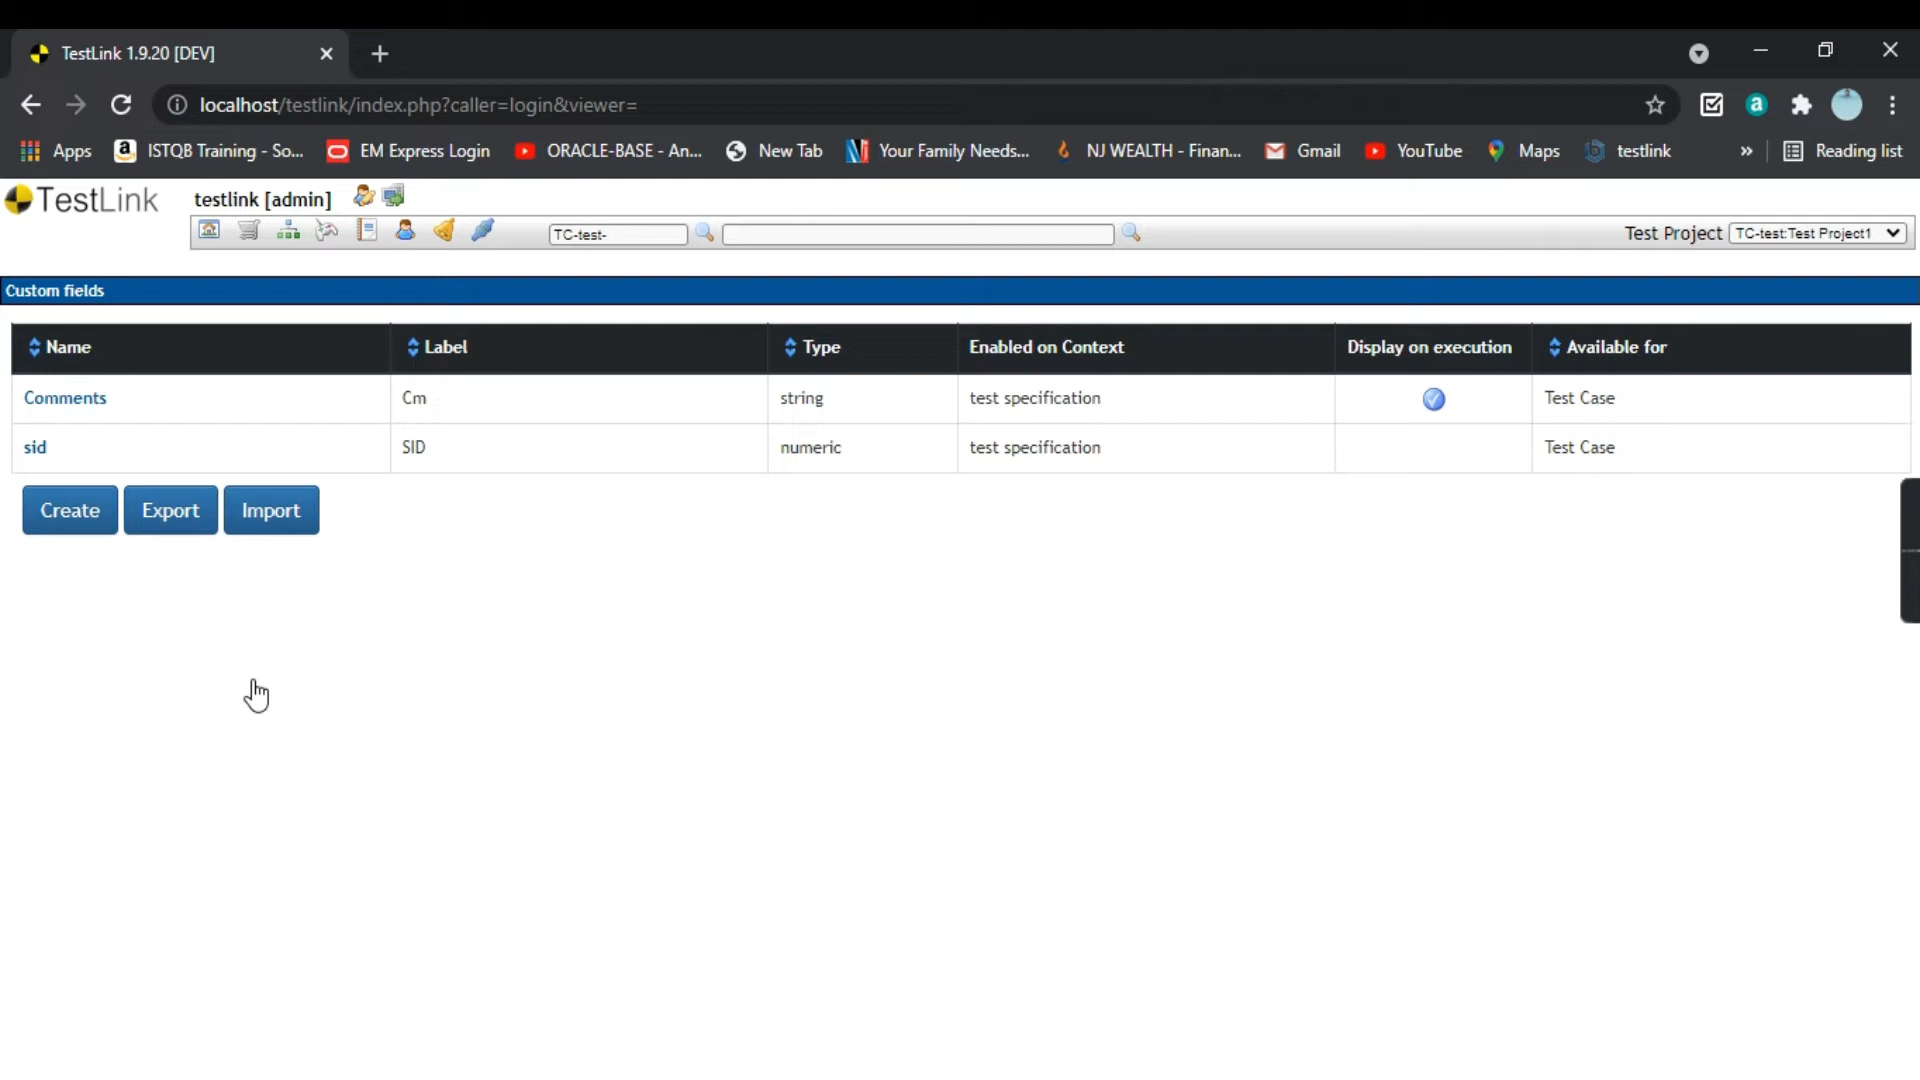 TestLink 1.9.20 [DEV]
localhost/testlink/index.php?caller=login&viewer=
Apps ISTQB Training - So... EM Express Login ORACLE-BASE - An... New Tab Your Family Needs... NJ WEALTH - Finan... Gmail YouTube Maps testlink » Reading list
TestLink testlink [admin]
TC-test- Test Project TC-test:Test Project1
Custom fields
Name Label Type Enabled on Context Display on execution Available for
Comments Cm string test specification Test Case
sid SID numeric test specification Test Case
Create Export Import